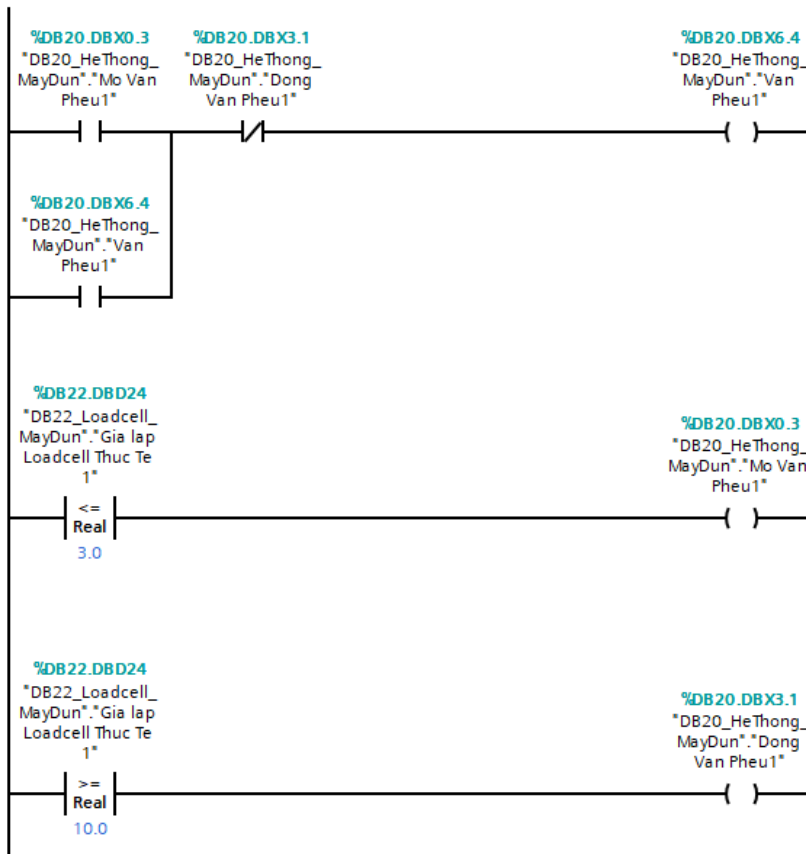 %DB20.DBX0.3
"DB20_HeThong_
MayDun"."Mo Van
Pheu1"
%DB20.DBX3.1
"DB20_HeThong_
MayDun"."Dong
Van Pheu1"
%DB20.DBX6.4
"DB20_HeThong_
MayDun"."Van
Pheu1"
%DB20.DBX6.4
"DB20_HeThong_
MayDun"."Van
Pheu1"
%DB22.DBD24
"DB22_Loadcell_
MayDun"."Gia lap
Loadcell Thuc Te
1"
<=
Real
3.0
%DB20.DBX0.3
"DB20_HeThong_
MayDun"."Mo Van
Pheu1"
%DB22.DBD24
"DB22_Loadcell_
MayDun"."Gia lap
Loadcell Thuc Te
1"
>=
Real
10.0
%DB20.DBX3.1
"DB20_HeThong_
MayDun"."Dong
Van Pheu1"